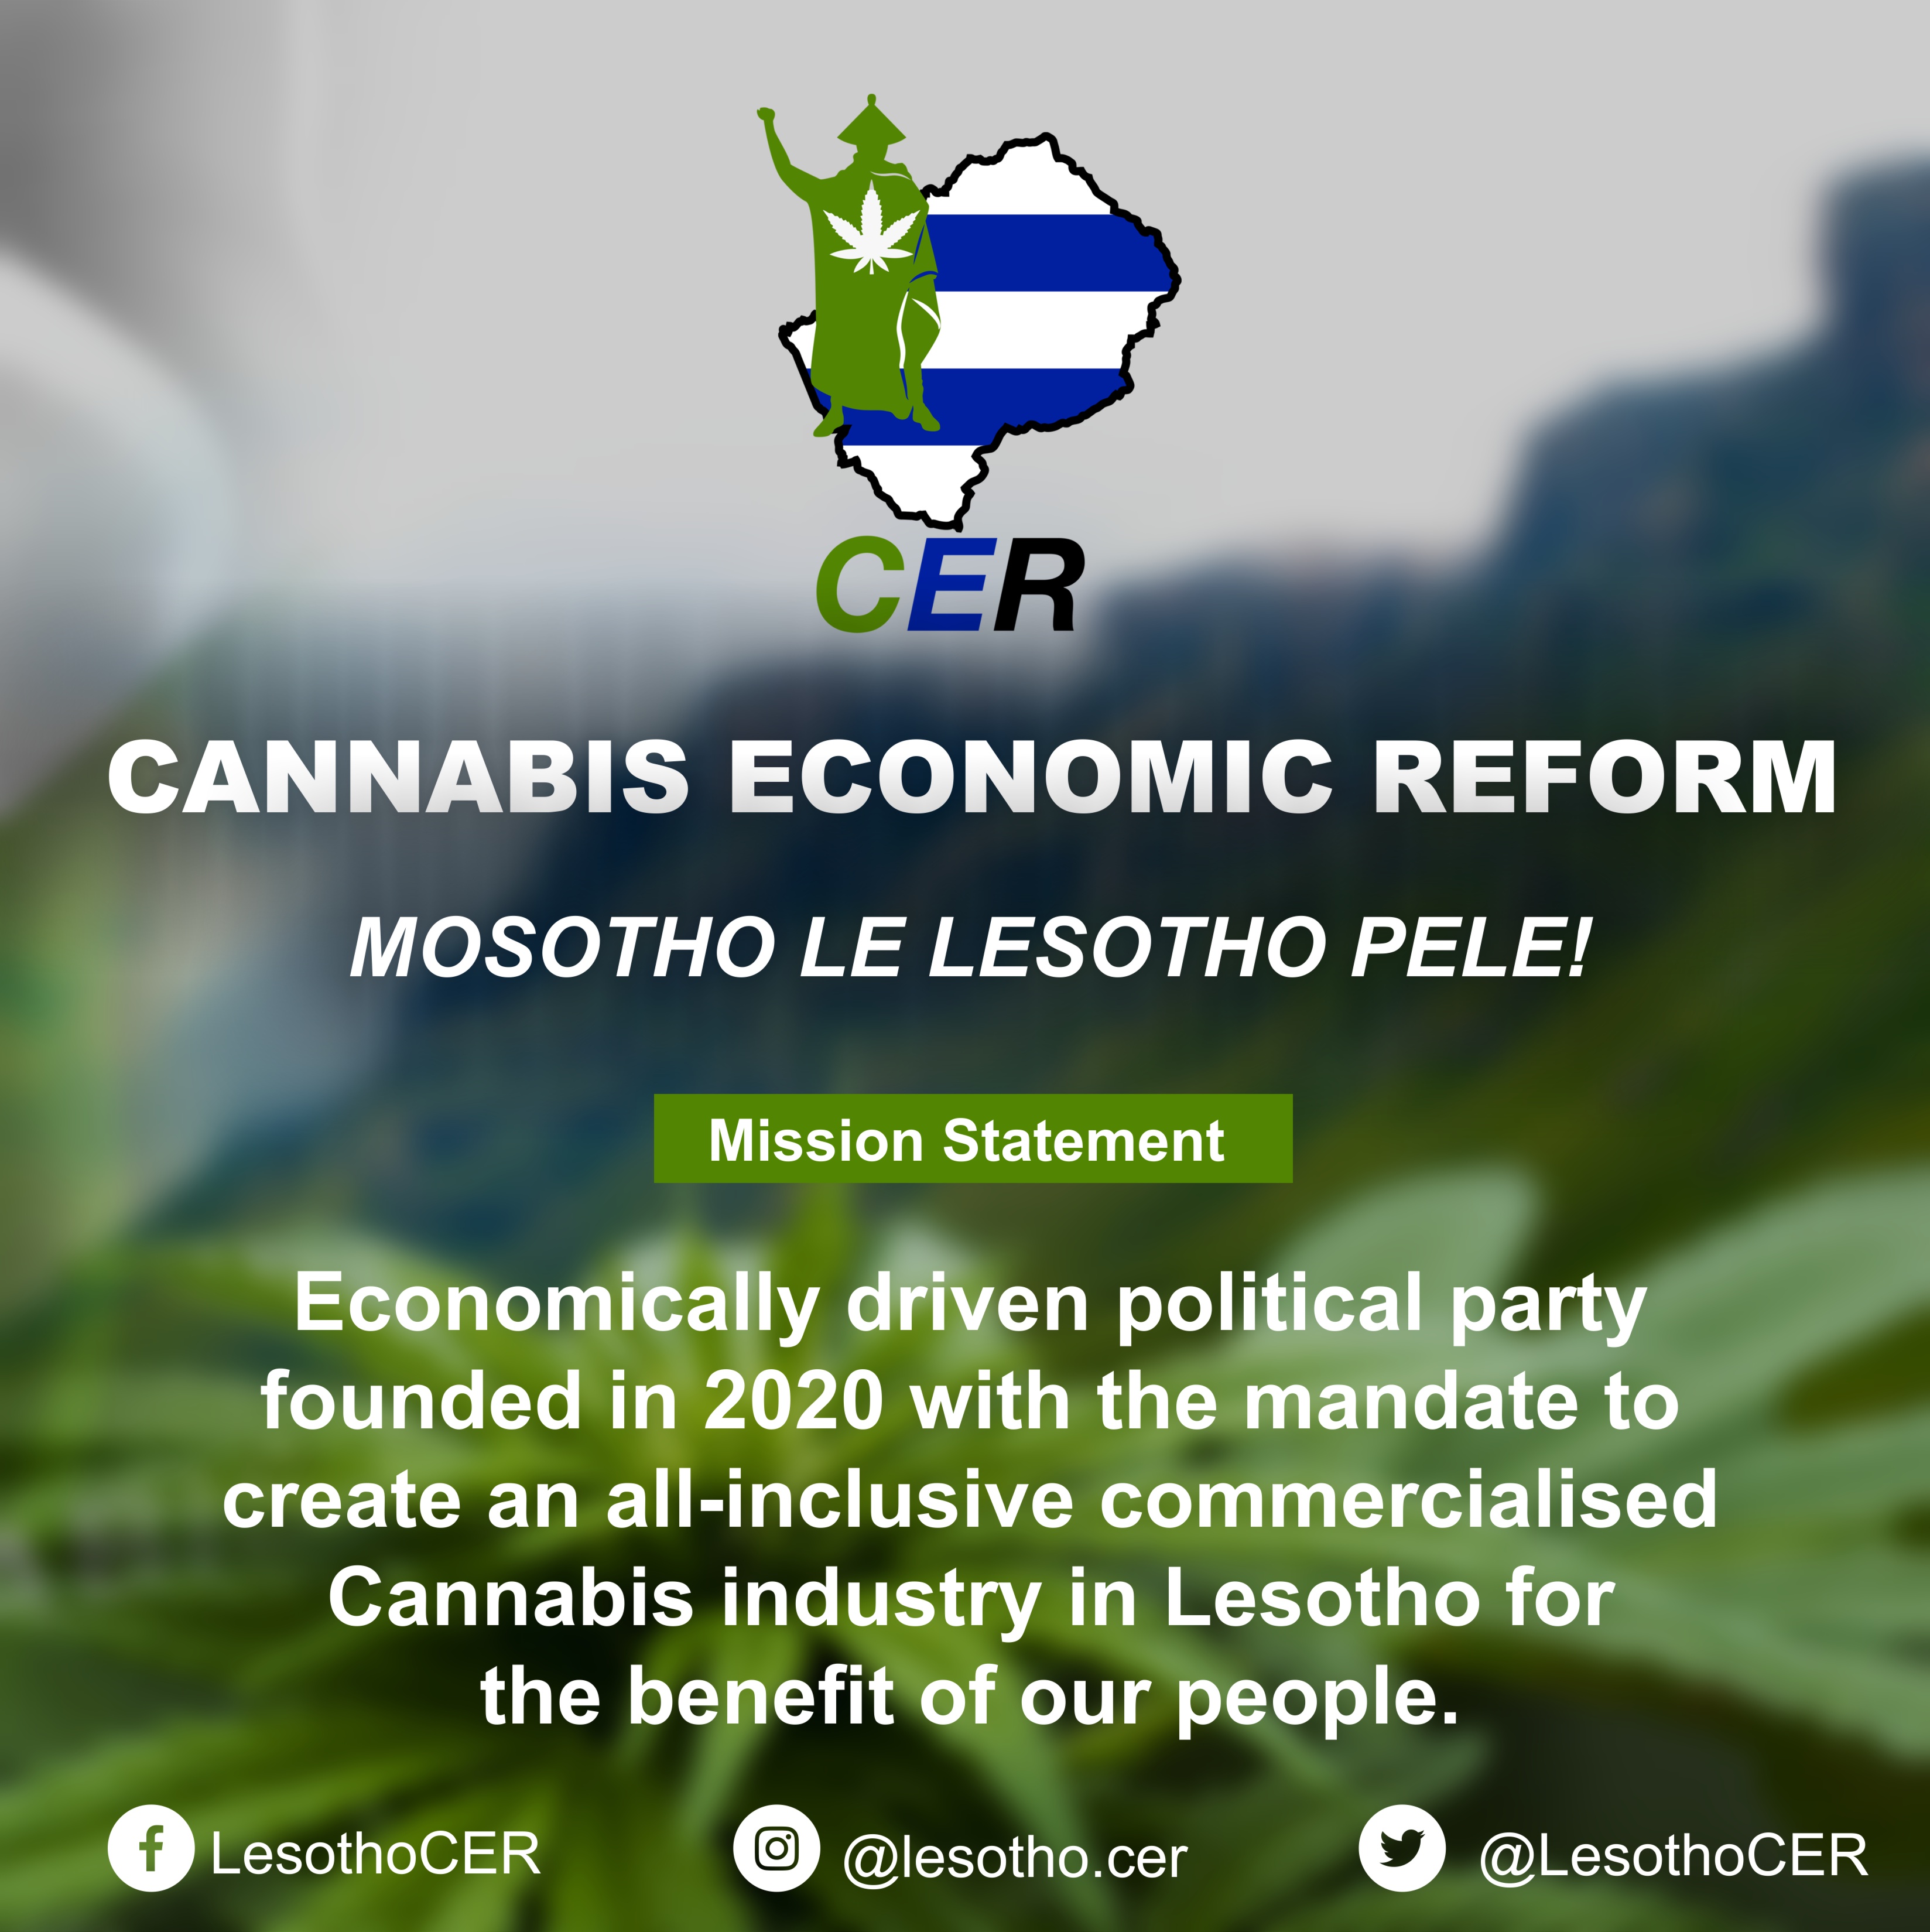 CER
CANNABIS ECONOMIC REFORM
MOSOTHO LE LESOTHO PELE!
Mission Statement
Economically driven political party
founded in 2020 with the mandate to
create an all-inclusive commercialised
Cannabis industry in Lesotho for
the benefit of our people.
LesothoCER
@lesotho.cer
@LesothoCER